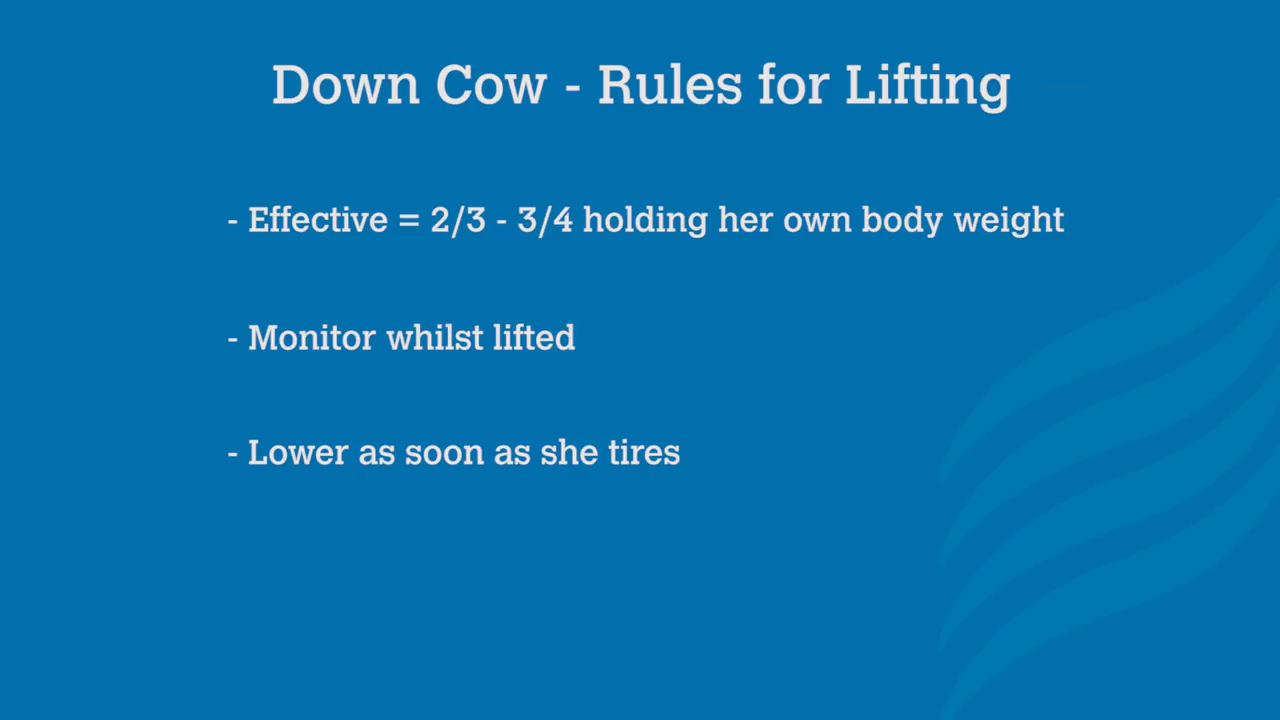 Down Cow - Rules for Lifting
- Effective = 2/3 - 3/4 holding her own body weight
- Monitor whilst lifted
- Lower as soon as she tires